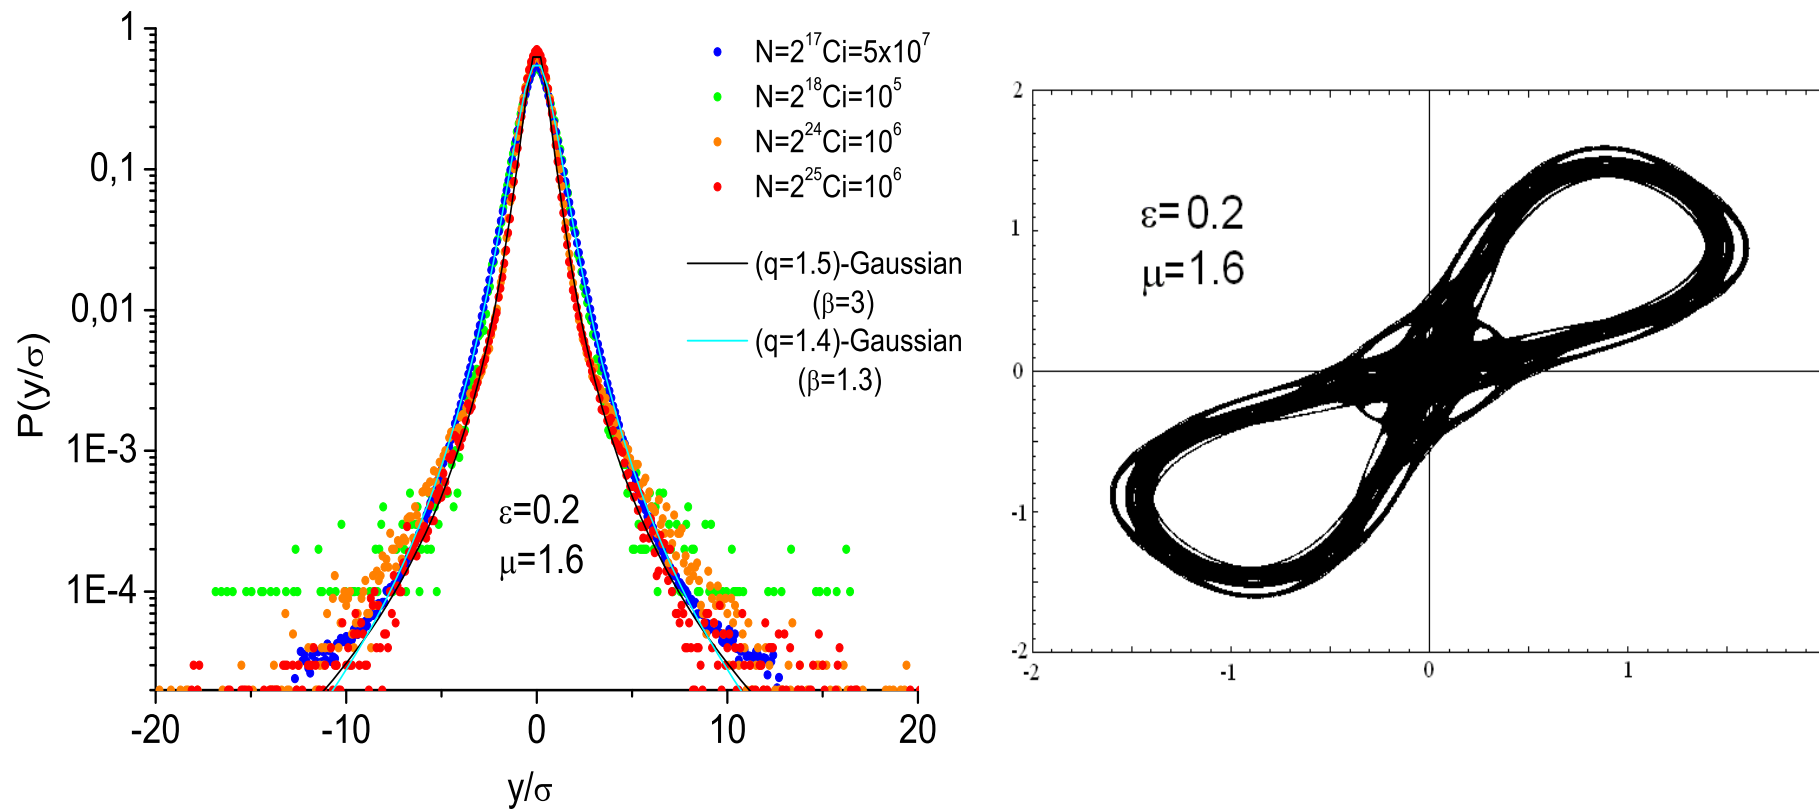 1
0,1
0,01
1E-3
1E-4
P(y/σ)
-20
-10
0
10
20
y/σ
N=2^17Ci=5x10^7
N=2^18Ci=10^5
N=2^24Ci=10^6
N=2^25Ci=10^6
(q=1.5)-Gaussian
(β=3)
(q=1.4)-Gaussian
(β=1.3)
ε=0.2
μ=1.6
2
1
0
-1
-2
-2
-1
0
1
ε=0.2
μ=1.6